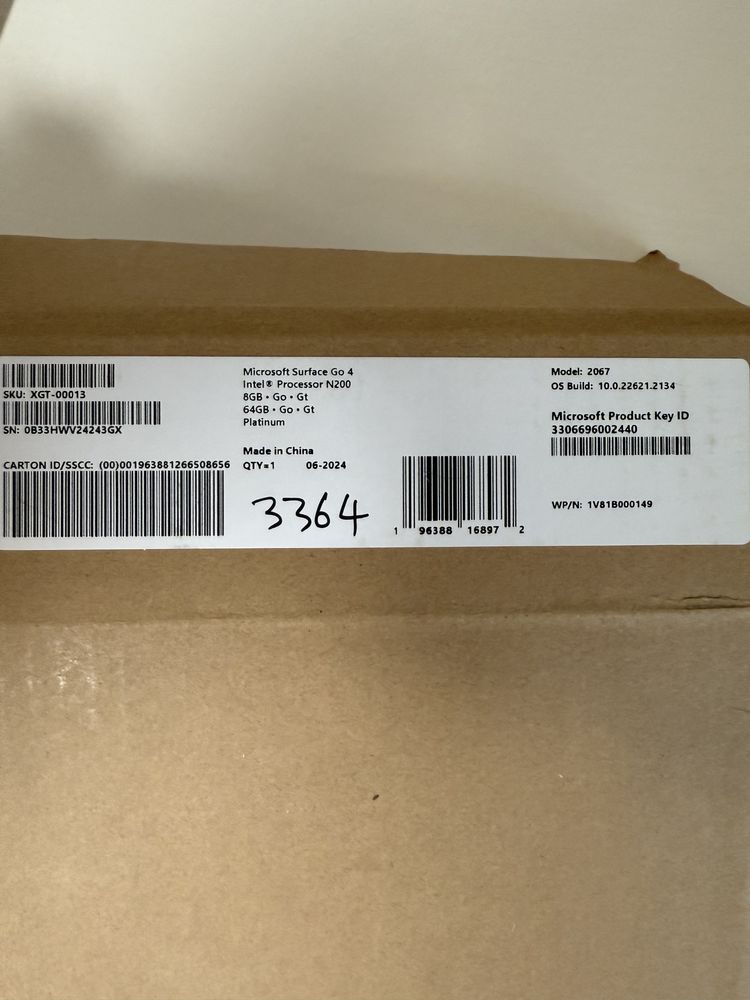 SKU: XGT-00013
SN: 0B33HWV24243GX
CARTON ID/SSCC: (00)001963881266508656
Microsoft Surface Go 4
Intel® Processor N200
8GB • Go • Gt
64GB • Go • Gt
Platinum
Made in China
QTY=1 06-2024
3364
1 96388 16897 2
Model: 2067
OS Build: 10.0.22621.2134
Microsoft Product Key ID
3306696002440
WP/N: 1V81B000149